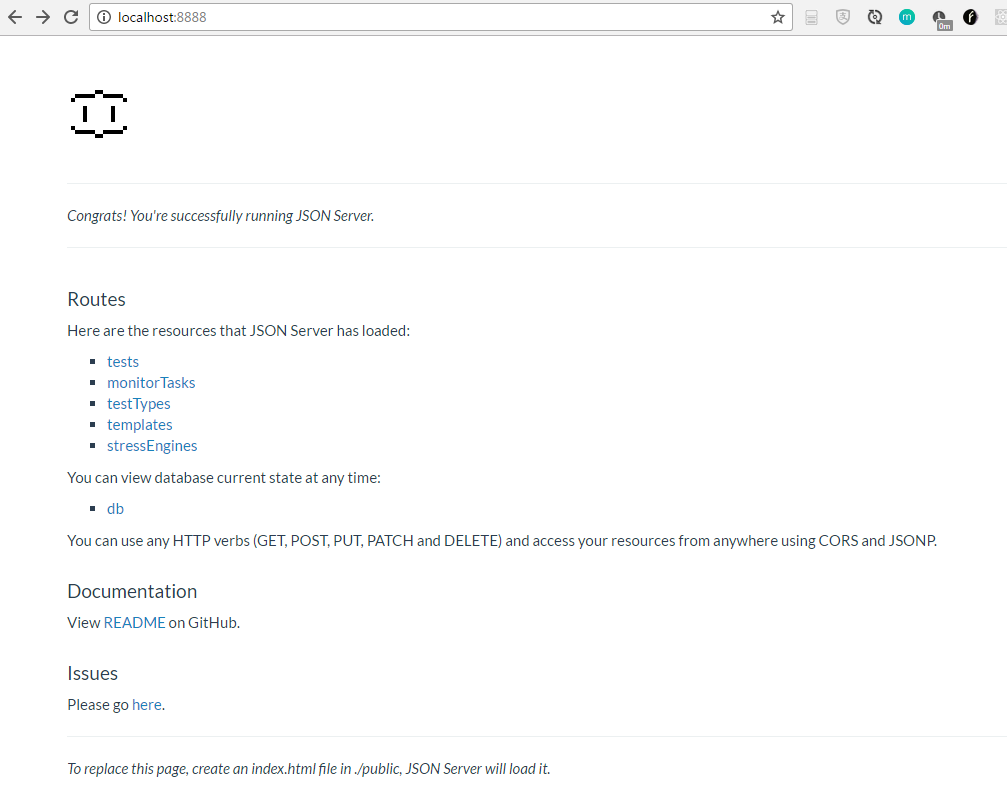 localhost:8888
m
0m
Congrats! You're successfully running JSON Server.
Routes
Here are the resources that JSON Server has loaded:
tests
monitorTasks
testTypes
templates
stressEngines
You can view database current state at any time:
db
You can use any HTTP verbs (GET, POST, PUT, PATCH and DELETE) and access your resources from anywhere using CORS and JSONP.
Documentation
View README on GitHub.
Issues
Please go here.
To replace this page, create an index.html file in ./public, JSON Server will load it.